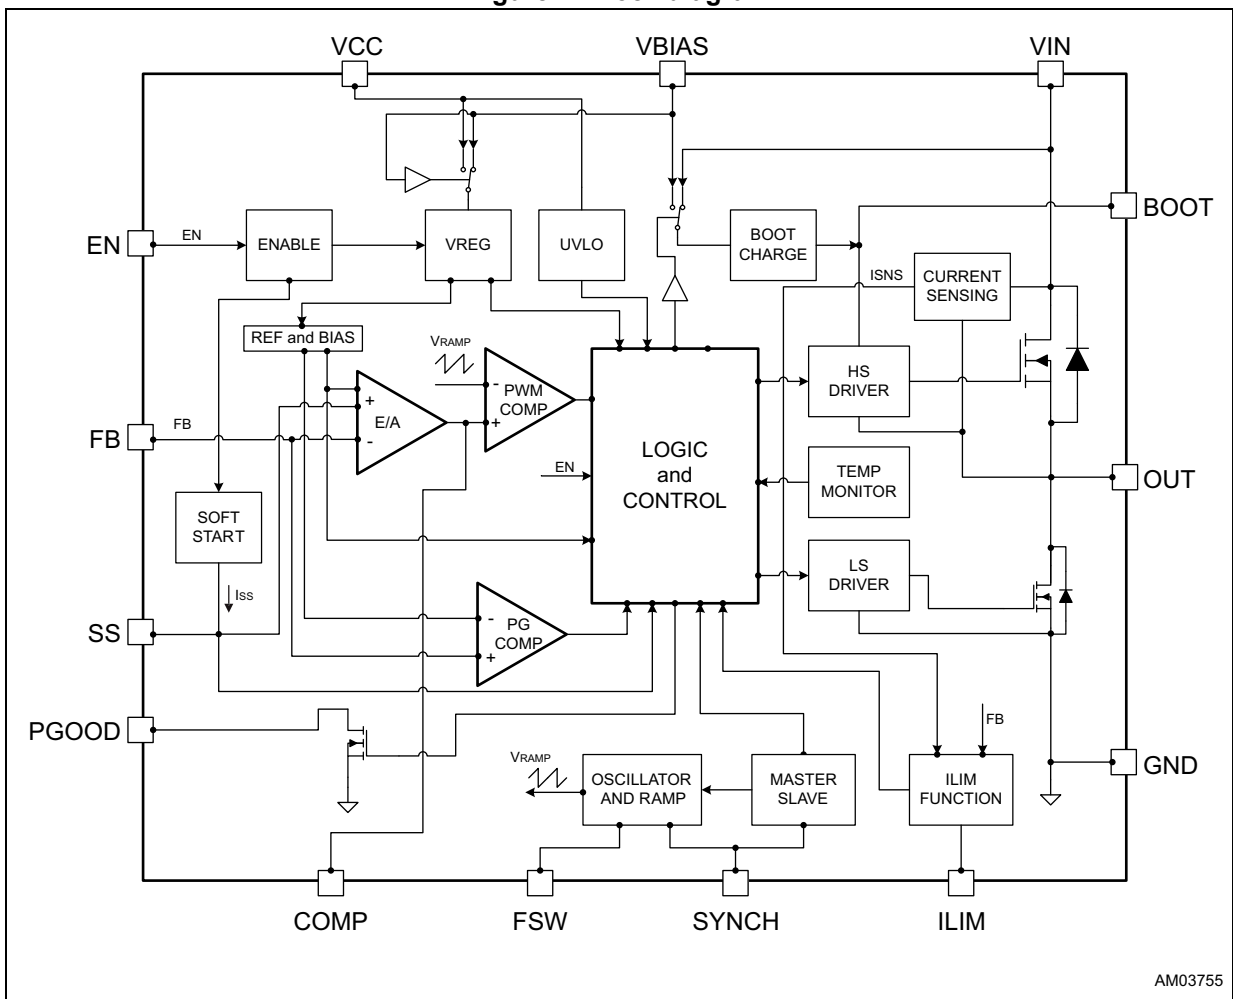 VCC
VBIAS
VIN
BOOT
EN
EN
ENABLE
VREG
UVLO
BOOT
CHARGE
ISNS
CURRENT
SENSING
REF and BIAS
VRAMP
-
PWM
COMP
+
+
E/A
-
HS
DRIVER
FB
FB
LOGIC
and
CONTROL
EN
TEMP
MONITOR
OUT
SOFT
START
LS
DRIVER
ISS
SS
-
PG
COMP
+
PGOOD
FB
VRAMP
OSCILLATOR
AND RAMP
MASTER
SLAVE
ILIM
FUNCTION
GND
COMP
FSW
SYNCH
ILIM
AM03755